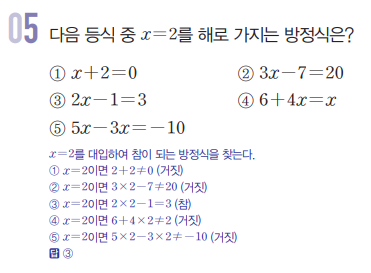 05 다음 등식 중 x=2를 해로 가지는 방정식은?
① x+2=0 ② 3x-7=20
③ 2x-1=3 ④ 6+4x=x
⑤ 5x-3x=-10
x=2를 대입하여 참이 되는 방정식을 찾는다.
① x=2이면 2+2≠0 (거짓)
② x=2이면 3×2-7≠20 (거짓)
③ x=2이면 2×2-1=3 (참)
④ x=2이면 6+4×2≠2 (거짓)
⑤ x=2이면 5×2-3×2≠-10 (거짓)
답 ③